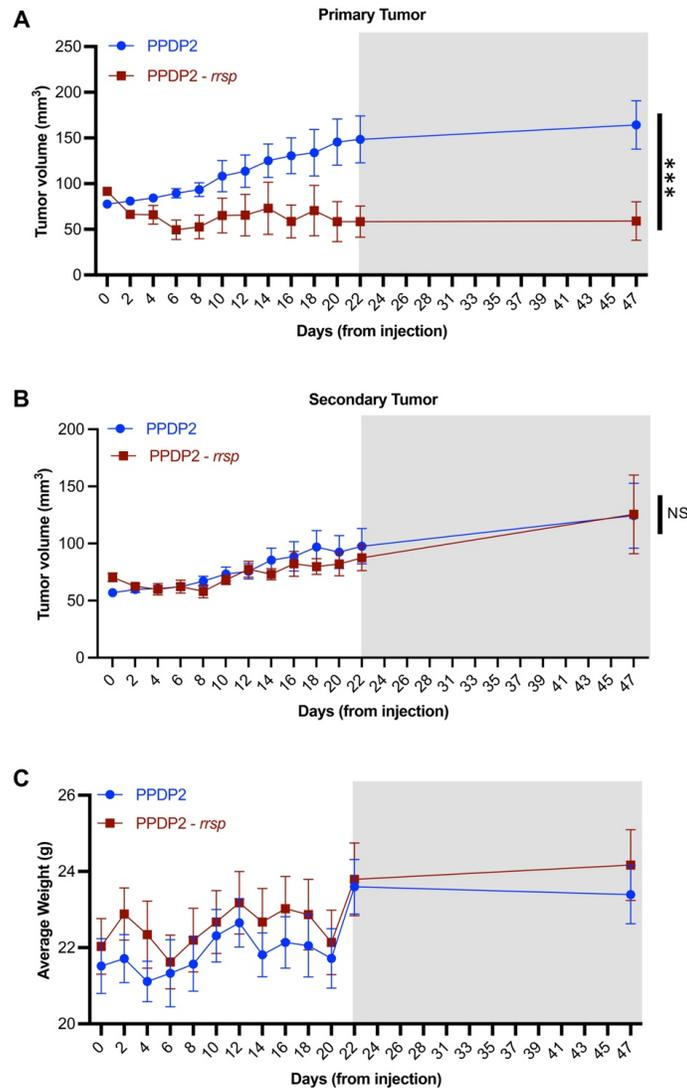 A
Primary Tumor
PPDP2
PPDP2 - rrsp
Tumor volume (mm³)
250
200
150
100
50
0
0 2 4 6 8 10 12 14 16 18 20 22 24 26 28 31 33 35 37 39 41 43 45 47
Days (from injection)
***
B
Secondary Tumor
PPDP2
PPDP2 - rrsp
Tumor volume (mm³)
200
150
100
50
0
0 2 4 6 8 10 12 14 16 18 20 22 24 26 28 31 33 35 37 39 41 43 45 47
Days (from injection)
NS
C
PPDP2
PPDP2 - rrsp
Average Weight (g)
26
24
22
20
0 2 4 6 8 10 12 14 16 18 20 22 24 26 28 31 33 35 37 39 41 43 45 47
Days (from injection)